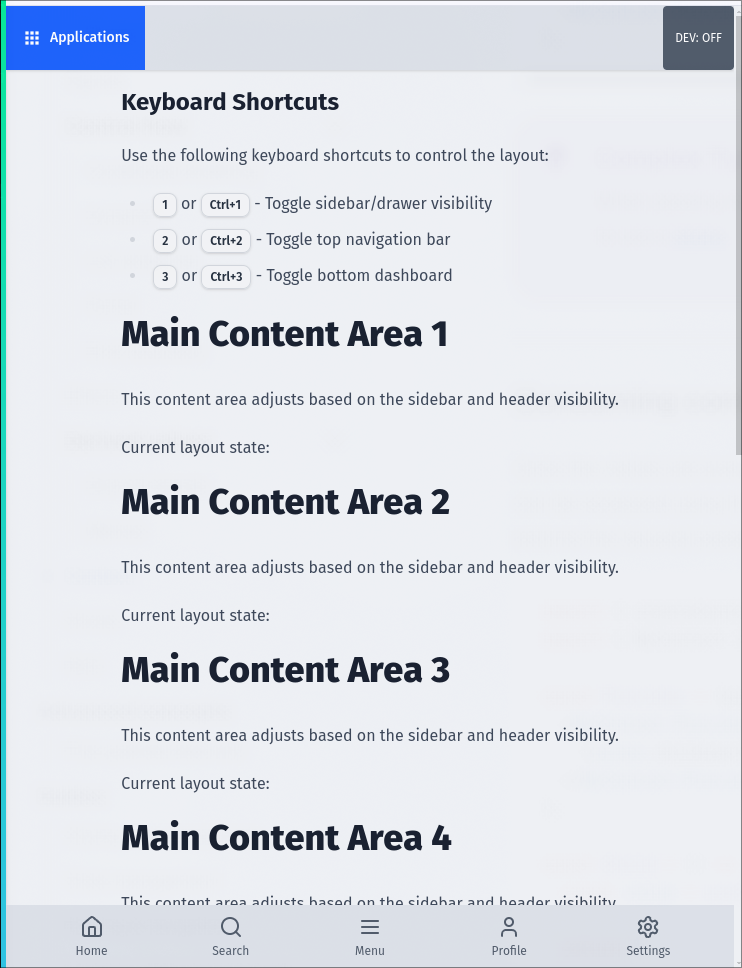 Applications
DEV: OFF
Keyboard Shortcuts
Use the following keyboard shortcuts to control the layout:
1 or Ctrl+1 - Toggle sidebar/drawer visibility
2 or Ctrl+2 - Toggle top navigation bar
3 or Ctrl+3 - Toggle bottom dashboard
Main Content Area 1
This content area adjusts based on the sidebar and header visibility.
Current layout state:
Main Content Area 2
This content area adjusts based on the sidebar and header visibility.
Current layout state:
Main Content Area 3
This content area adjusts based on the sidebar and header visibility.
Current layout state:
Main Content Area 4
This content area adjusts based on the sidebar and header visibility.
Home Search Menu Profile Settings